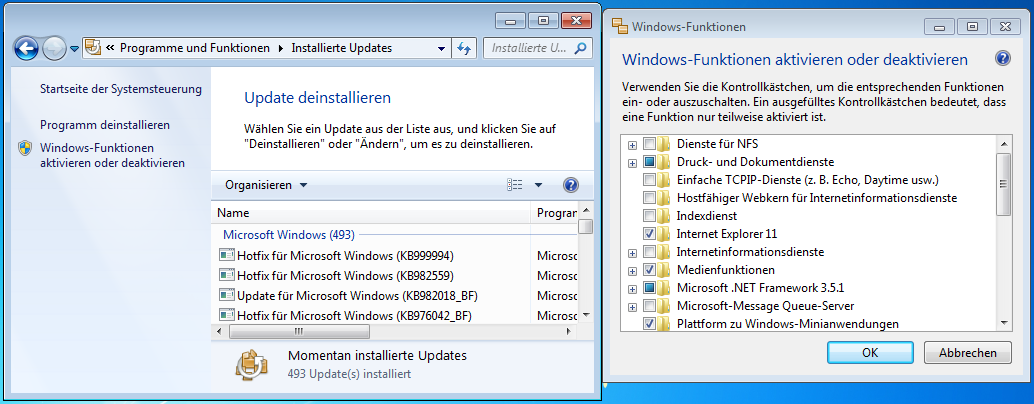 « Programme und Funktionen Installierte Updates
Installierte U...
Startseite der Systemsteuerung
Programm deinstallieren
Windows-Funktionen
aktivieren oder deaktivieren
Update deinstallieren
Wählen Sie ein Update aus der Liste aus, und klicken Sie auf
"Deinstallieren" oder "Ändern", um es zu deinstallieren.
Organisieren
Name Program
Microsoft Windows (493)
Hotfix für Microsoft Windows (KB999994) Microsc
Hotfix für Microsoft Windows (KB982559) Microsc
Update für Microsoft Windows (KB982018_BF) Microsc
Hotfix für Microsoft Windows (KB976042_BF) Microsc
Momentan installierte Updates
493 Update(s) installiert
Windows-Funktionen
Windows-Funktionen aktivieren oder deaktivieren
Verwenden Sie die Kontrollkästchen, um die entsprechenden Funktionen
ein- oder auszuschalten. Ein ausgefülltes Kontrollkästchen bedeutet, dass
eine Funktion nur teilweise aktiviert ist.
Dienste für NFS
Druck- und Dokumentdienste
Einfache TCPIP-Dienste (z. B. Echo, Daytime usw.)
Hostfähiger Webkern für Internetinformationsdienste
Indexdienst
Internet Explorer 11
Internetinformationsdienste
Medienfunktionen
Microsoft .NET Framework 3.5.1
Microsoft-Message Queue-Server
Plattform zu Windows-Minianwendungen
OK Abbrechen